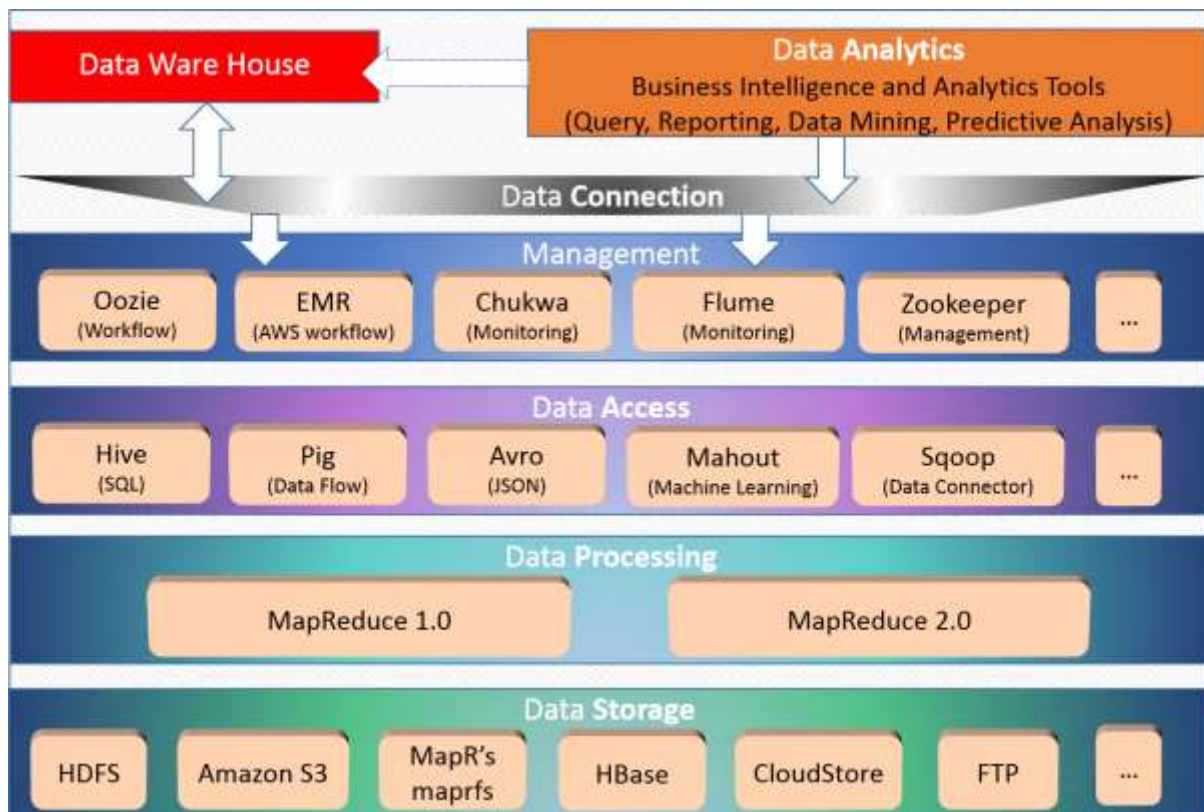 Data Ware House
Data Analytics
Business Intelligence and Analytics Tools
(Query, Reporting, Data Mining, Predictive Analysis)
Data Connection
Management
Oozie
(Workflow)
EMR
(AWS workflow)
Chukwa
(Monitoring)
Flume
(Monitoring)
Zookeeper
(Management)
...
Data Access
Hive
(SQL)
Pig
(Data Flow)
Avro
(JSON)
Mahout
(Machine Learning)
Sqoop
(Data Connector)
...
Data Processing
MapReduce 1.0
MapReduce 2.0
Data Storage
HDFS
Amazon S3
MapR's
maprfs
HBase
CloudStore
FTP
...